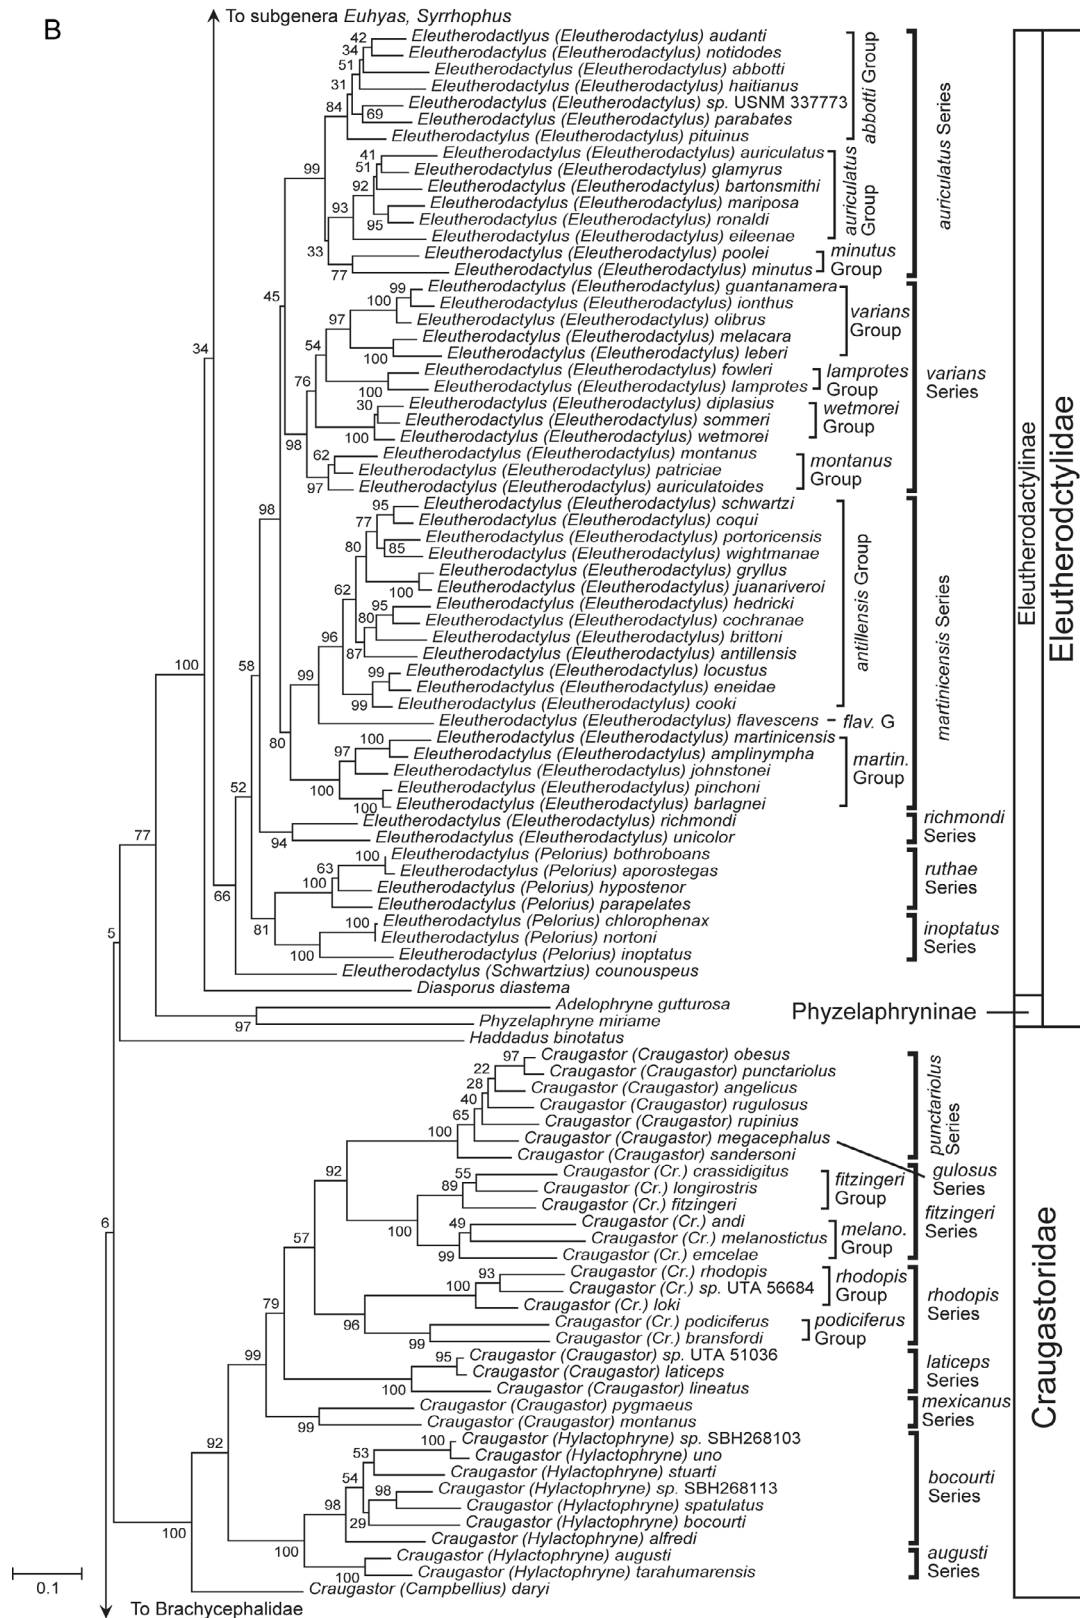 B
To subgenera Euhyas, Syrrhophus
42 Eleutherodactlyus (Eleutherodactylus) audanti
34 Eleutherodactylus (Eleutherodactylus) notidodes
51 Eleutherodactylus (Eleutherodactylus) abbotti
31 Eleutherodactylus (Eleutherodactylus) haitianus
84 Eleutherodactylus (Eleutherodactylus) sp. USNM 337773
69 Eleutherodactylus (Eleutherodactylus) parabates
Eleutherodactylus (Eleutherodactylus) pituinus
abbotti Group
41 Eleutherodactylus (Eleutherodactylus) auriculatus
51 Eleutherodactylus (Eleutherodactylus) glamyrus
99 92 Eleutherodactylus (Eleutherodactylus) bartonsmithi
Eleutherodactylus (Eleutherodactylus) mariposa
93 95 Eleutherodactylus (Eleutherodactylus) ronaldi
Eleutherodactylus (Eleutherodactylus) eileenae
auriculatus Group
33 Eleutherodactylus (Eleutherodactylus) poolei
77 Eleutherodactylus (Eleutherodactylus) minutus
minutus Group
auriculatus Series
45 99 Eleutherodactylus (Eleutherodactylus) guantanamera
100 Eleutherodactylus (Eleutherodactylus) ionthus
97 Eleutherodactylus (Eleutherodactylus) olibrus
Eleutherodactylus (Eleutherodactylus) melacara
34 54 100 Eleutherodactylus (Eleutherodactylus) leberi
varians Group
Eleutherodactylus (Eleutherodactylus) fowleri
76 100 Eleutherodactylus (Eleutherodactylus) lamprotes
lamprotes Group
30 Eleutherodactylus (Eleutherodactylus) diplasius
Eleutherodactylus (Eleutherodactylus) sommeri
98 100 Eleutherodactylus (Eleutherodactylus) wetmorei
wetmorei Group
62 Eleutherodactylus (Eleutherodactylus) montanus
Eleutherodactylus (Eleutherodactylus) patriciae
97 Eleutherodactylus (Eleutherodactylus) auriculatoides
montanus Group
varians Series
95 Eleutherodactylus (Eleutherodactylus) schwartzi
98 77 Eleutherodactylus (Eleutherodactylus) coqui
Eleutherodactylus (Eleutherodactylus) portoricensis
80 85 Eleutherodactylus (Eleutherodactylus) wightmanae
Eleutherodactylus (Eleutherodactylus) gryllus
62 100 Eleutherodactylus (Eleutherodactylus) juanariveroi
95 Eleutherodactylus (Eleutherodactylus) hedricki
80 Eleutherodactylus (Eleutherodactylus) cochranae
96 Eleutherodactylus (Eleutherodactylus) brittoni
87 Eleutherodactylus (Eleutherodactylus) antillensis
100 58 99 99 Eleutherodactylus (Eleutherodactylus) locustus
Eleutherodactylus (Eleutherodactylus) eneidae
99 Eleutherodactylus (Eleutherodactylus) cooki
antillensis Group
Eleutherodactylus (Eleutherodactylus) flavescens
flav. G
80 100 Eleutherodactylus (Eleutherodactylus) martinicensis
97 Eleutherodactylus (Eleutherodactylus) amplinympha
Eleutherodactylus (Eleutherodactylus) johnstonei
52 100 Eleutherodactylus (Eleutherodactylus) pinchoni
100 Eleutherodactylus (Eleutherodactylus) barlagnei
martin. Group
martinicensis Series
Eleutherodactylus (Eleutherodactylus) richmondi
77 94 Eleutherodactylus (Eleutherodactylus) unicolor
richmondi Series
100 Eleutherodactylus (Pelorius) bothroboans
63 Eleutherodactylus (Pelorius) aporostegas
66 100 Eleutherodactylus (Pelorius) hypostenor
Eleutherodactylus (Pelorius) parapelates
ruthae Series
81 100 Eleutherodactylus (Pelorius) chlorophenax
5 Eleutherodactylus (Pelorius) nortoni
100 Eleutherodactylus (Pelorius) inoptatus
inoptatus Series
Eleutherodactylus (Schwartzius) counouspeus
Diasporus diastema
Eleutherodactylinae
Eleutherodctylidae
Adelophryne gutturosa
97 Phyzelaphryne miriame
Phyzelaphryninae
Haddadus binotatus
97 Craugastor (Craugastor) obesus
22 Craugastor (Craugastor) punctariolus
28 Craugastor (Craugastor) angelicus
40 Craugastor (Craugastor) rugulosus
65 Craugastor (Craugastor) rupinius
100 Craugastor (Craugastor) megacephalus
Craugastor (Craugastor) sandersoni
punctariolus Series
gulosus Series
92 55 Craugastor (Cr.) crassidigitus
89 Craugastor (Cr.) longirostris
Craugastor (Cr.) fitzingeri
fitzingeri Group
100 49 Craugastor (Cr.) andi
6 57 Craugastor (Cr.) melanostictus
99 Craugastor (Cr.) emcelae
melano. Group
fitzingeri Series
93 Craugastor (Cr.) rhodopis
100 Craugastor (Cr.) sp. UTA 56684
79 Craugastor (Cr.) loki
rhodopis Group
96 Craugastor (Cr.) podiciferus
99 Craugastor (Cr.) bransfordi
podiciferus Group
rhodopis Series
99 95 Craugastor (Craugastor) sp. UTA 51036
Craugastor (Craugastor) laticeps
100 Craugastor (Craugastor) lineatus
laticeps Series
Craugastor (Craugastor) pygmaeus
99 Craugastor (Craugastor) montanus
mexicanus Series
92 100 Craugastor (Hylactophryne) sp. SBH268103
53 Craugastor (Hylactophryne) uno
Craugastor (Hylactophryne) stuarti
54 98 Craugastor (Hylactophryne) sp. SBH268113
98 Craugastor (Hylactophryne) spatulatus
29 Craugastor (Hylactophryne) bocourti
100 Craugastor (Hylactophryne) alfredi
bocourti Series
100 Craugastor (Hylactophryne) augusti
100 Craugastor (Hylactophryne) tarahumarensis
augusti Series
Craugastor (Campbellius) daryi
Craugastoridae
0.1
To Brachycephalidae